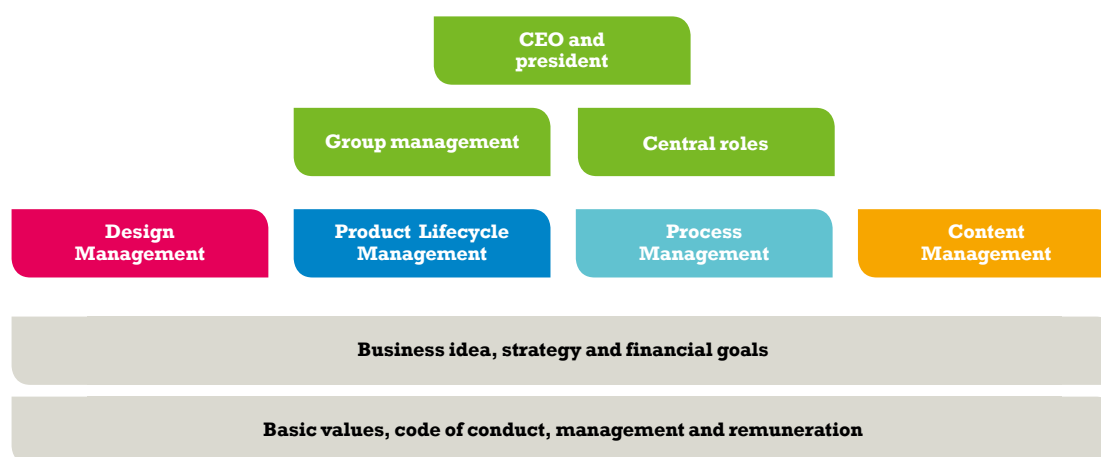 CEO and
president
Group management
Central roles
Design
Management
Product Lifecycle
Management
Process
Management
Content
Management
Business idea, strategy and financial goals
Basic values, code of conduct, management and remuneration